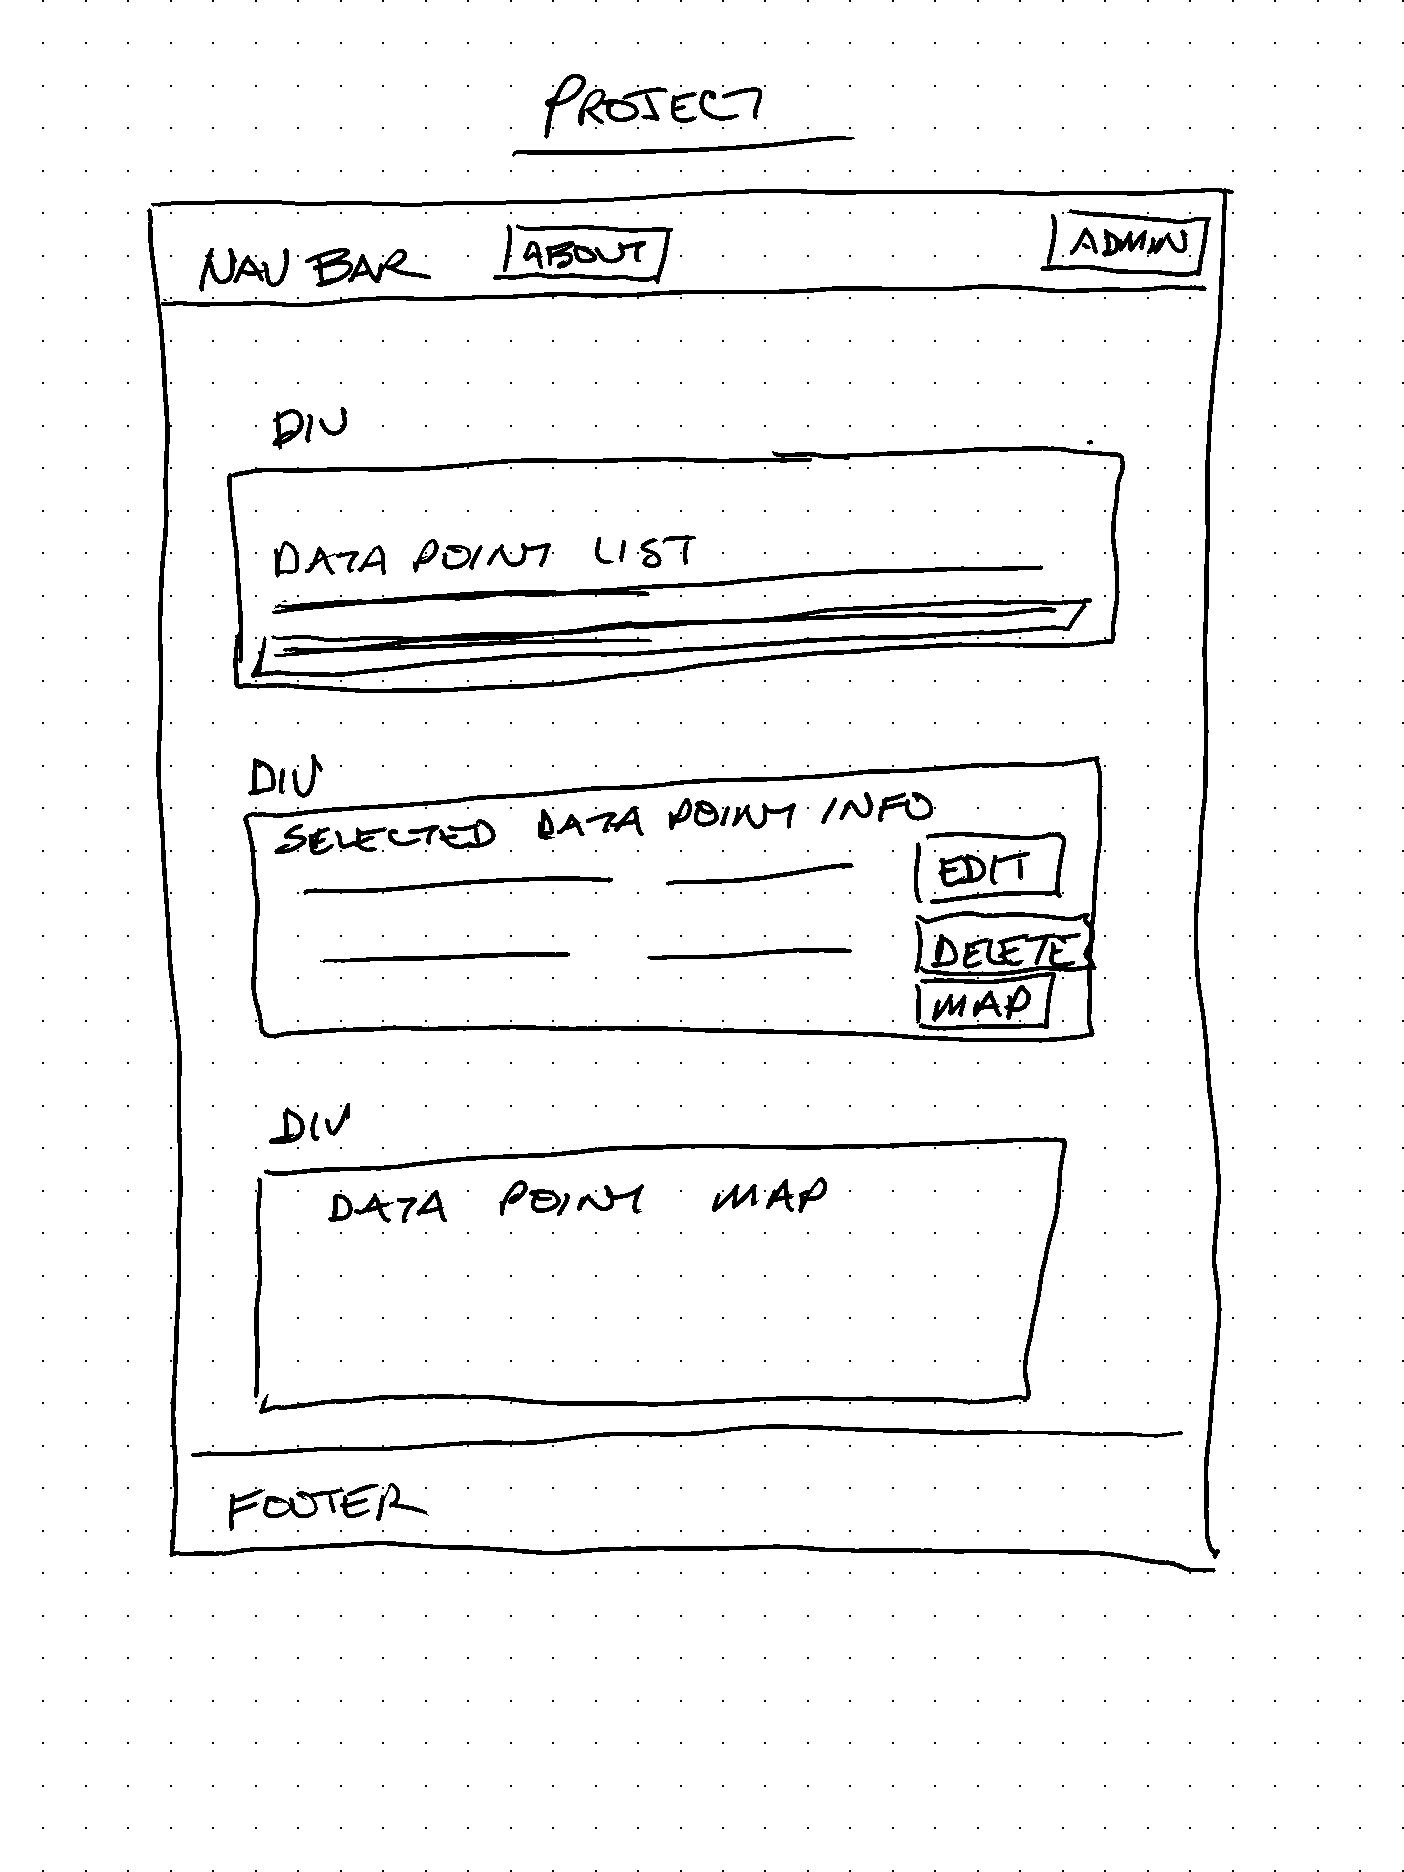 PROJECT
NAV BAR ABOUT ADMIN
DIV
DATA POINT LIST
DIV
SELECTED DATA POINT INFO
EDIT
DELETE
MAP
DIV
DATA POINT MAP
FOOTER